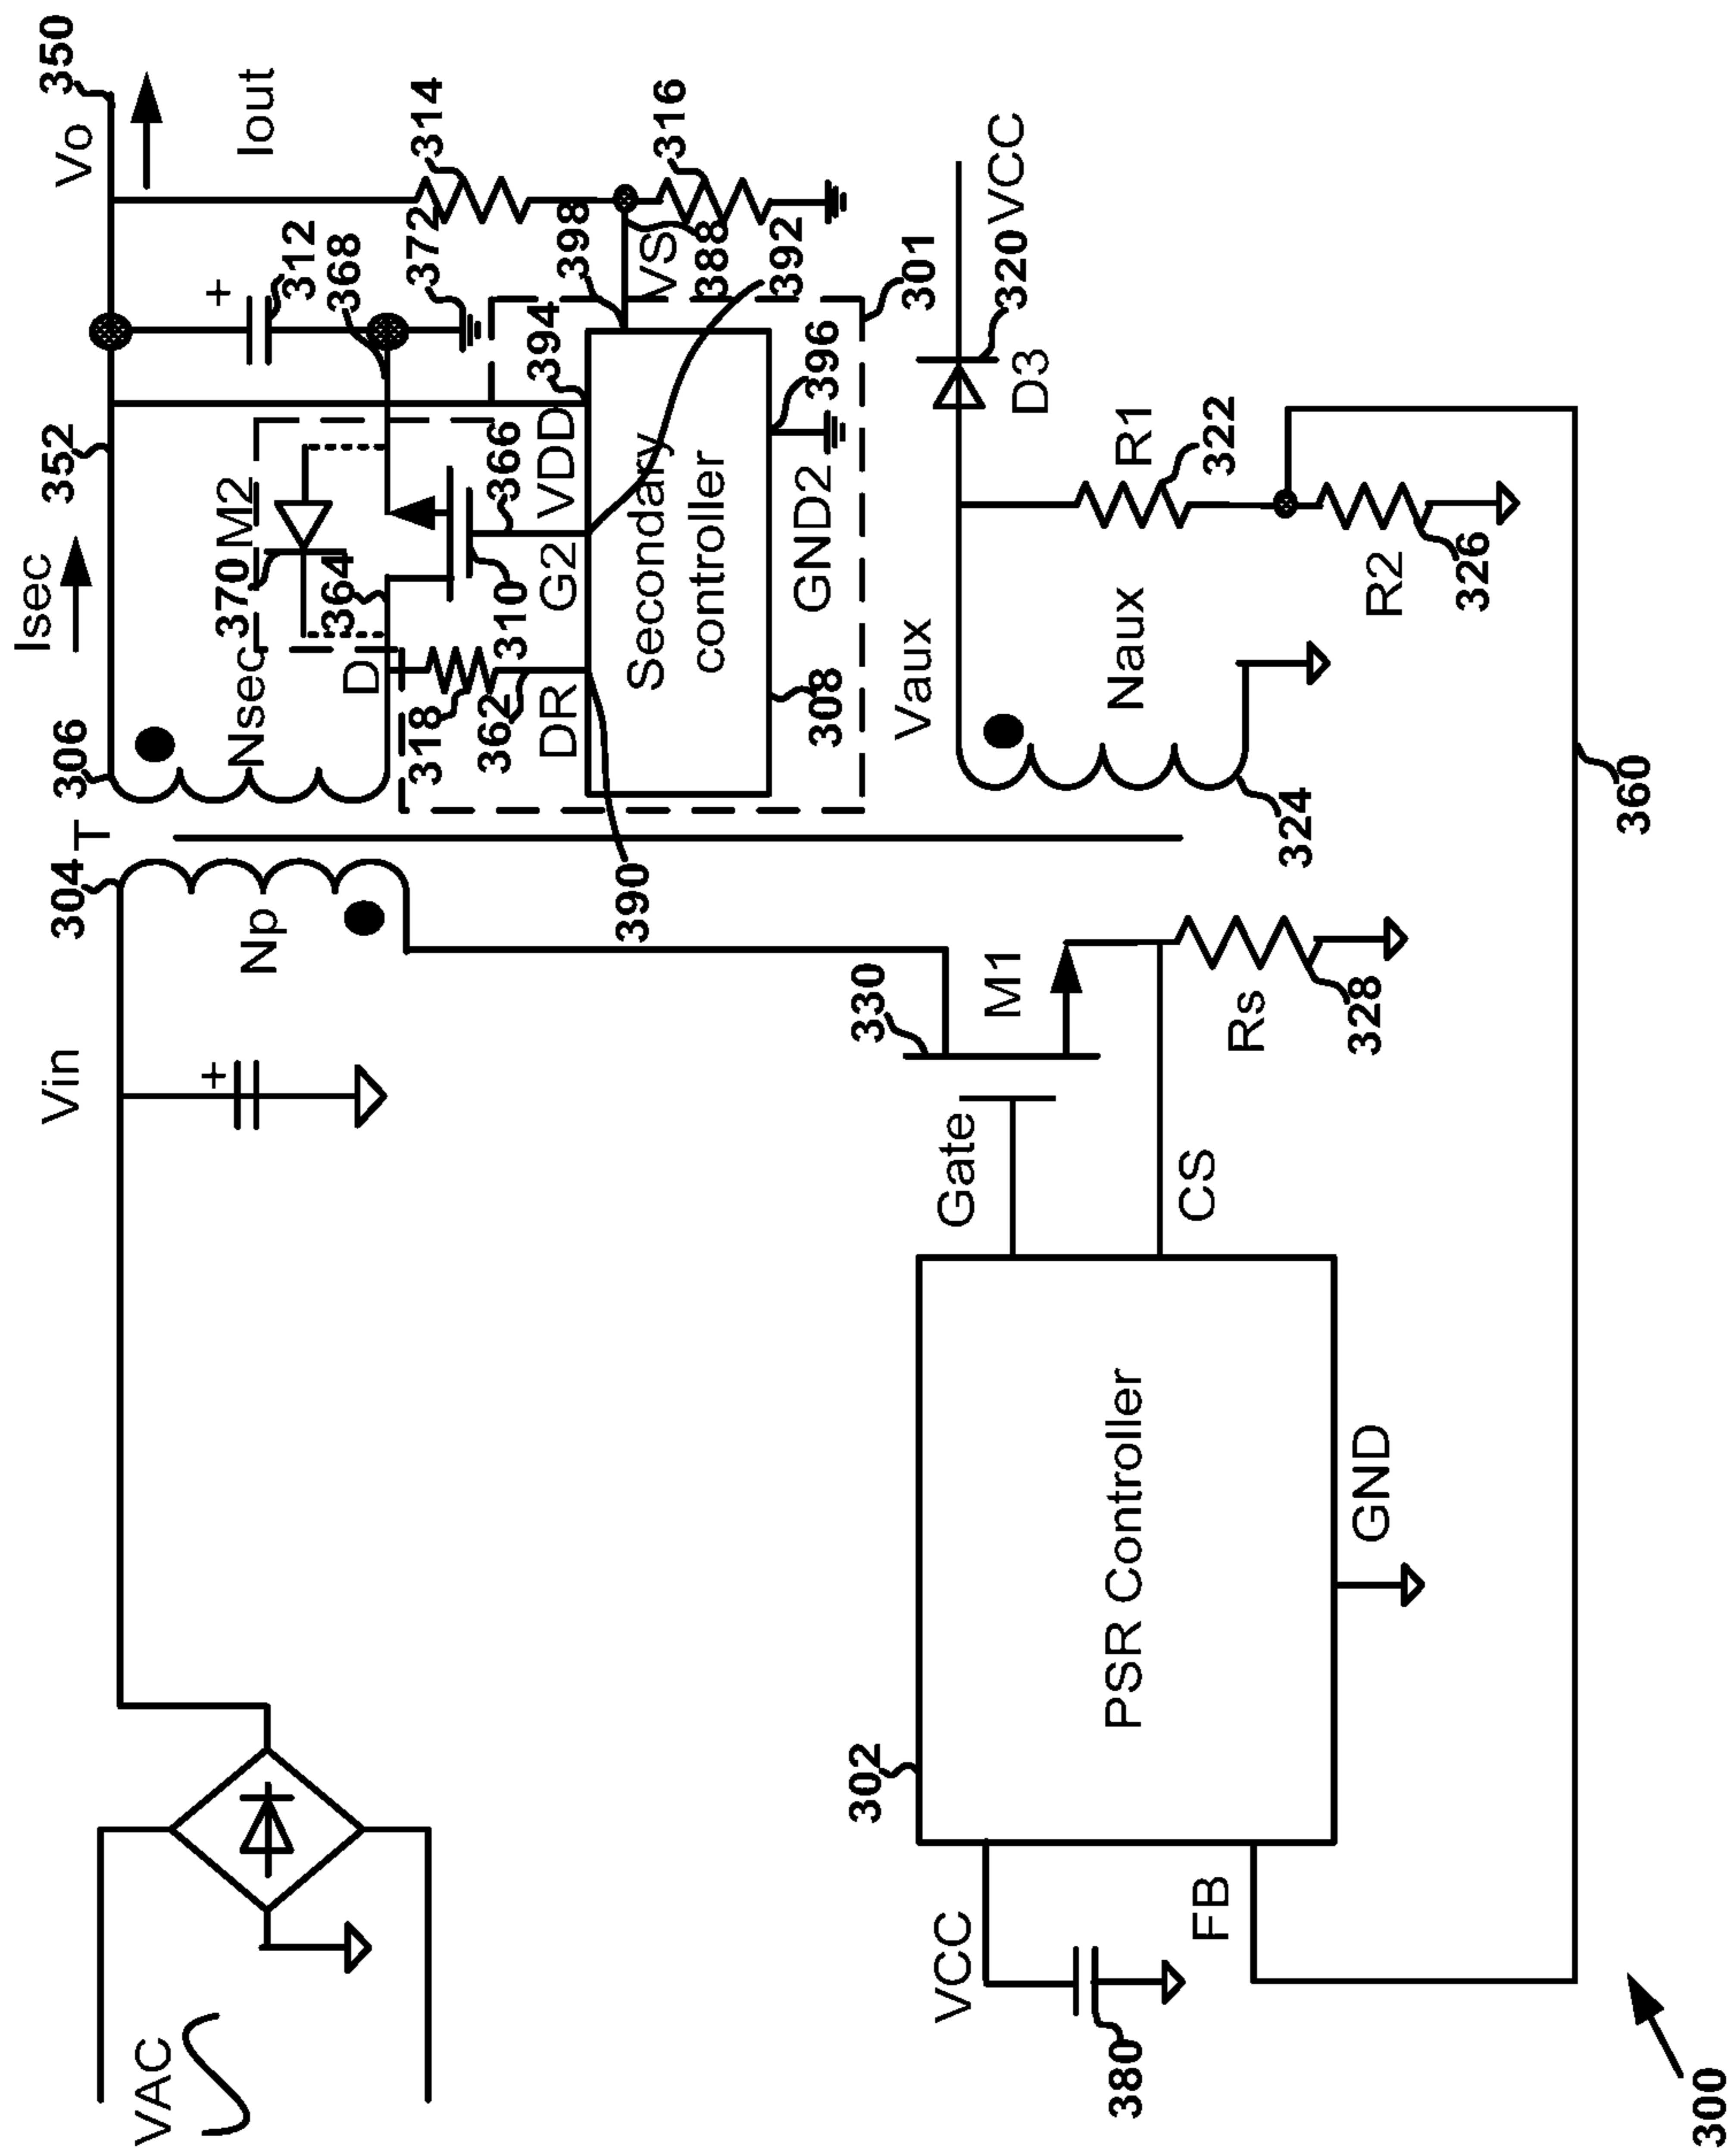 VAC
Vin
304
T
306
Isec
352
Vo
350
Iout
Np
Nsec
370
M2
+
+
312
368
364
D
318
362
310
366
372
314
DR
G2
VDD
394
398
VS
316
388
392
Secondary
controller
308
GND2
396
301
390
330
Gate
M1
CS
Rs
328
Vaux
Naux
324
D3
320
VCC
R1
322
R2
326
360
302
PSR Controller
VCC
FB
GND
380
300